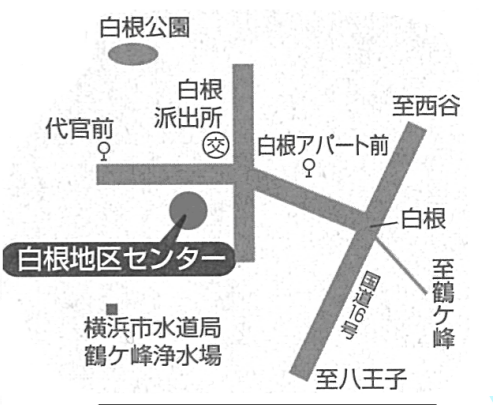 白根公園
白根
派出所
交
代官前
白根アパート前
至西谷
白根
白根地区センター
至鶴ケ峰
国道16号
横浜市水道局
鶴ケ峰浄水場
至八王子